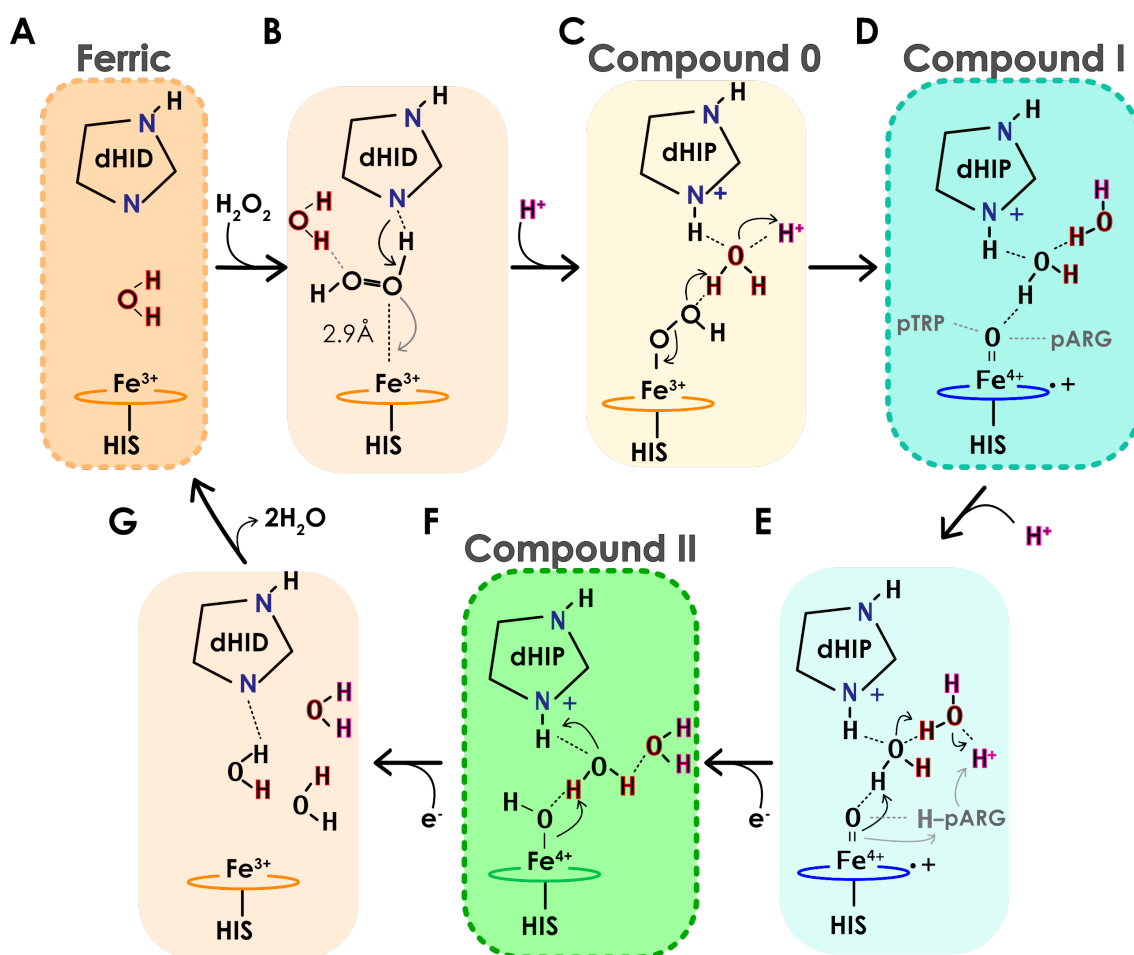 A
Ferric
H
N
dHID
N
O
H
H
Fe³⁺
HIS
H₂O₂
B
H
N
dHID
N
O
H
H
H
H
O=O
2.9Å
Fe³⁺
HIS
H⁺
C
Compound 0
H
N
dHIP
N+
H
H⁺
O
H
H
O
O
H
Fe³⁺
HIS
D
Compound I
H
N
dHIP
N
+
H
H
H
O
O
H
H
pTRP
O
pARG
Fe⁴⁺
•+
HIS
H⁺
E
H
N
dHIP
N
+
H
H
H
O
O
H
H
H⁺
O
H–pARG
Fe⁴⁺
•+
HIS
e⁻
F
Compound II
H
N
dHIP
N
+
H
H
O
H
O
H
H
H
O
Fe⁴⁺
HIS
e⁻
G
H
N
dHID
N
H
O
H
H
O
H
H
O
H
Fe³⁺
HIS
2H₂O